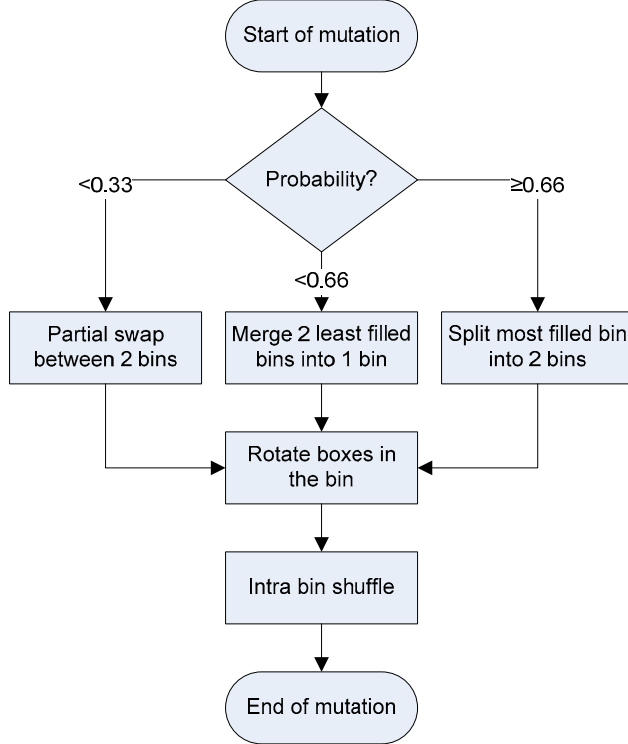 Start of mutation
Probability?
<0.33
≥0.66
<0.66
Partial swap
between 2 bins
Merge 2 least filled
bins into 1 bin
Split most filled bin
into 2 bins
Rotate boxes in
the bin
Intra bin shuffle
End of mutation